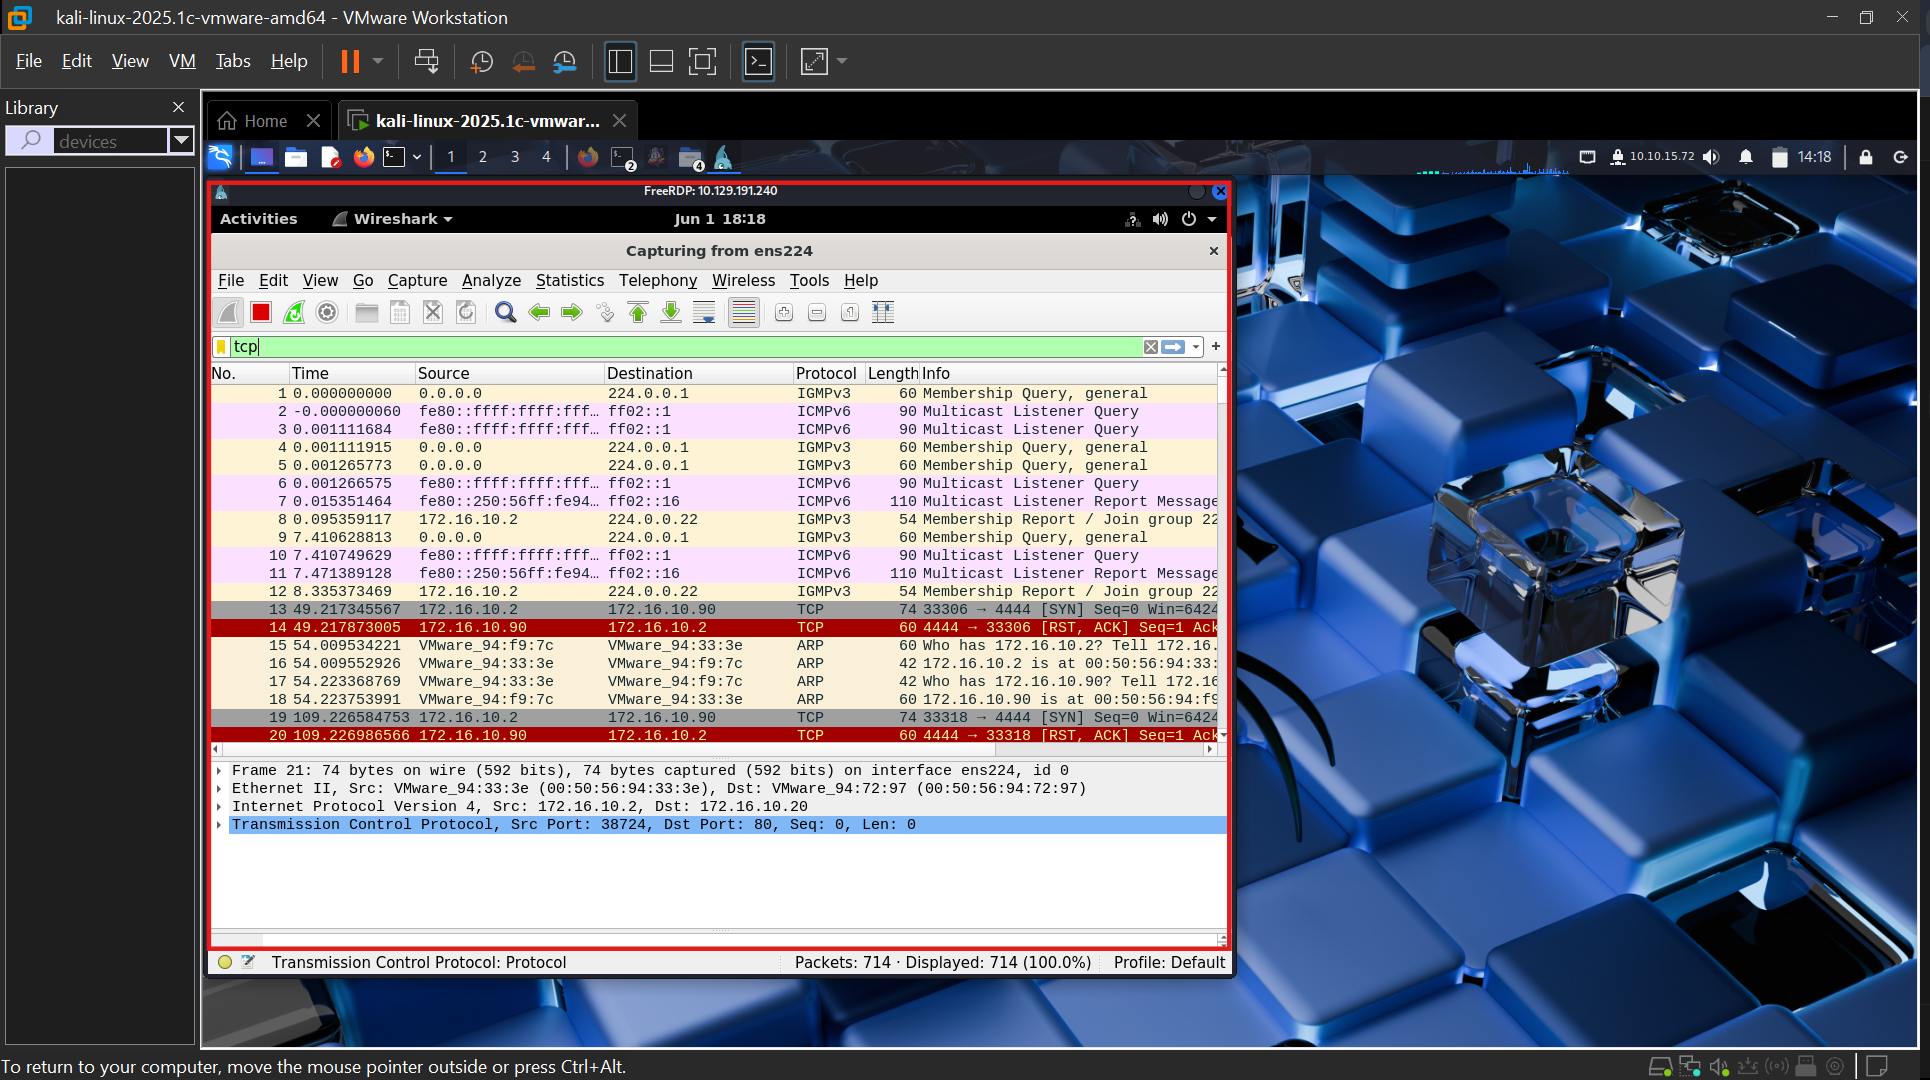 kali-linux-2025.1c-vmware-amd64 - VMware Workstation
File Edit View VM Tabs Help
Library
devices
Home
kali-linux-2025.1c-vmwar...
1 2 3 4
2
4
10.10.15.72
14:18
FreeRDP: 10.129.191.240
Activities Wireshark Jun 1 18:18
Capturing from ens224
File Edit View Go Capture Analyze Statistics Telephony Wireless Tools Help
tcp
No. Time Source Destination Protocol Length Info
1 0.000000000 0.0.0.0 224.0.0.1 IGMPv3 60 Membership Query, general
2 -0.000000060 fe80::ffff:ffff:fff… ff02::1 ICMPv6 90 Multicast Listener Query
3 0.001111684 fe80::ffff:ffff:fff… ff02::1 ICMPv6 90 Multicast Listener Query
4 0.001111915 0.0.0.0 224.0.0.1 IGMPv3 60 Membership Query, general
5 0.001265773 0.0.0.0 224.0.0.1 IGMPv3 60 Membership Query, general
6 0.001266575 fe80::ffff:ffff:fff… ff02::1 ICMPv6 90 Multicast Listener Query
7 0.015351464 fe80::250:56ff:fe94… ff02::16 ICMPv6 110 Multicast Listener Report Message
8 0.095359117 172.16.10.2 224.0.0.22 IGMPv3 54 Membership Report / Join group 22
9 7.410628813 0.0.0.0 224.0.0.1 IGMPv3 60 Membership Query, general
10 7.410749629 fe80::ffff:ffff:fff… ff02::1 ICMPv6 90 Multicast Listener Query
11 7.471389128 fe80::250:56ff:fe94… ff02::16 ICMPv6 110 Multicast Listener Report Message
12 8.335373469 172.16.10.2 224.0.0.22 IGMPv3 54 Membership Report / Join group 22
13 49.217345567 172.16.10.2 172.16.10.90 TCP 74 33306 → 4444 [SYN] Seq=0 Win=6424
14 49.217873005 172.16.10.90 172.16.10.2 TCP 60 4444 → 33306 [RST, ACK] Seq=1 Ack
15 54.009534221 VMware_94:f9:7c VMware_94:33:3e ARP 60 Who has 172.16.10.2? Tell 172.16.
16 54.009552926 VMware_94:33:3e VMware_94:f9:7c ARP 42 172.16.10.2 is at 00:50:56:94:33:
17 54.223368769 VMware_94:33:3e VMware_94:f9:7c ARP 42 Who has 172.16.10.90? Tell 172.16
18 54.223753991 VMware_94:f9:7c VMware_94:33:3e ARP 60 172.16.10.90 is at 00:50:56:94:f9
19 109.226584753 172.16.10.2 172.16.10.90 TCP 74 33318 → 4444 [SYN] Seq=0 Win=6424
20 109.226986566 172.16.10.90 172.16.10.2 TCP 60 4444 → 33318 [RST, ACK] Seq=1 Ack
Frame 21: 74 bytes on wire (592 bits), 74 bytes captured (592 bits) on interface ens224, id 0
Ethernet II, Src: VMware_94:33:3e (00:50:56:94:33:3e), Dst: VMware_94:72:97 (00:50:56:94:72:97)
Internet Protocol Version 4, Src: 172.16.10.2, Dst: 172.16.10.20
Transmission Control Protocol, Src Port: 38724, Dst Port: 80, Seq: 0, Len: 0
Transmission Control Protocol: Protocol Packets: 714 · Displayed: 714 (100.0%) Profile: Default
To return to your computer, move the mouse pointer outside or press Ctrl+Alt.